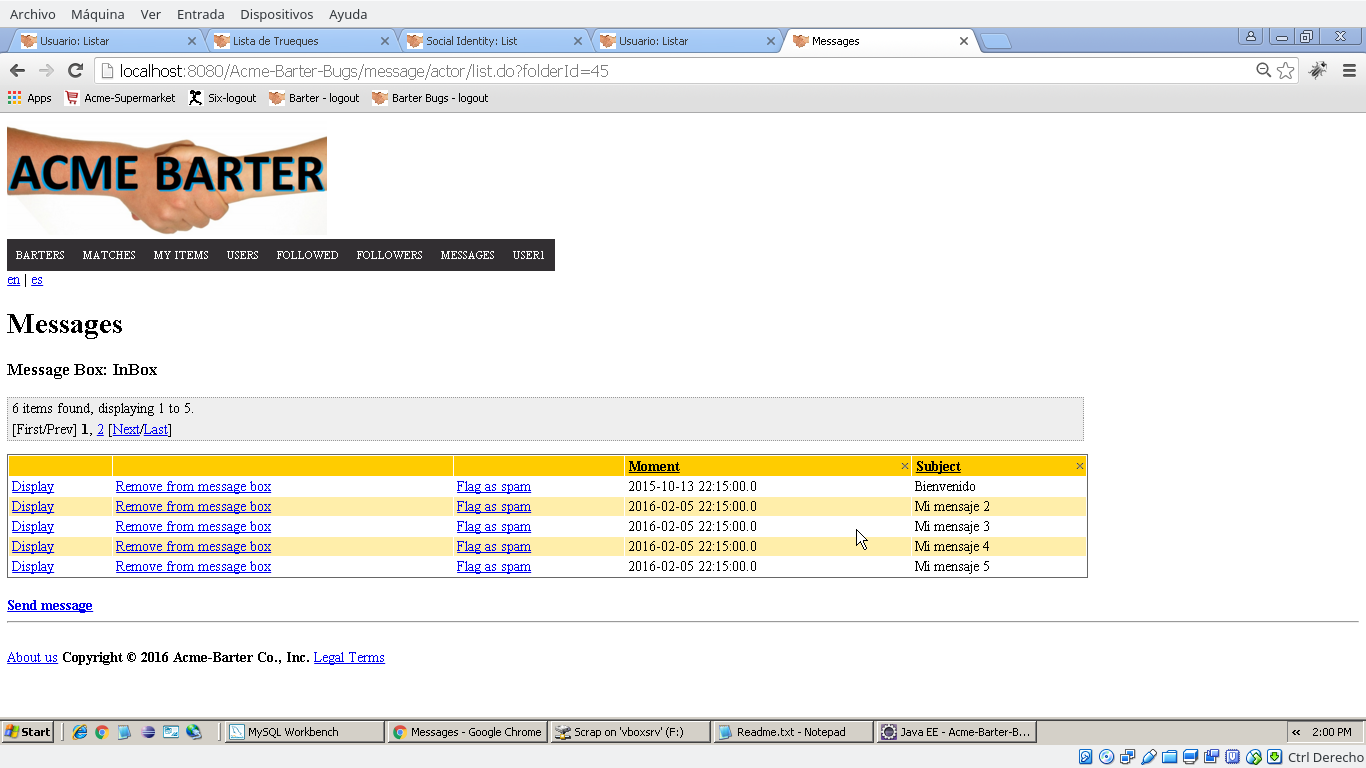 Archivo Máquina Ver Entrada Dispositivos Ayuda
Usuario: Listar Lista de Trueques Social Identity: List Usuario: Listar Messages
localhost:8080/Acme-Barter-Bugs/message/actor/list.do?folderId=45
Apps Acme-Supermarket Six-logout Barter - logout Barter Bugs - logout
ACME BARTER
BARTERS MATCHES MY ITEMS USERS FOLLOWED FOLLOWERS MESSAGES USER1
en | es
Messages
Message Box: InBox
6 items found, displaying 1 to 5.
[First/Prev] 1, 2 [Next/Last]
Moment Subject
Display Remove from message box Flag as spam 2015-10-13 22:15:00.0 Bienvenido
Display Remove from message box Flag as spam 2016-02-05 22:15:00.0 Mi mensaje 2
Display Remove from message box Flag as spam 2016-02-05 22:15:00.0 Mi mensaje 3
Display Remove from message box Flag as spam 2016-02-05 22:15:00.0 Mi mensaje 4
Display Remove from message box Flag as spam 2016-02-05 22:15:00.0 Mi mensaje 5
Send message
About us Copyright © 2016 Acme-Barter Co., Inc. Legal Terms
Start MySQL Workbench Messages - Google Chrome Scrap on 'vboxsrv' (F:) Readme.txt - Notepad Java EE - Acme-Barter-B... « 2:00 PM
Ctrl Derecho